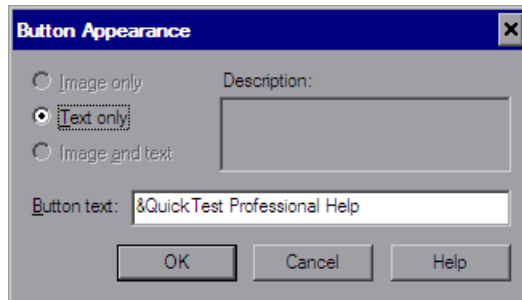 Button Appearance
Image only
Description:
Text only
Image and text
Button text: &QuickTest Professional Help
OK Cancel Help